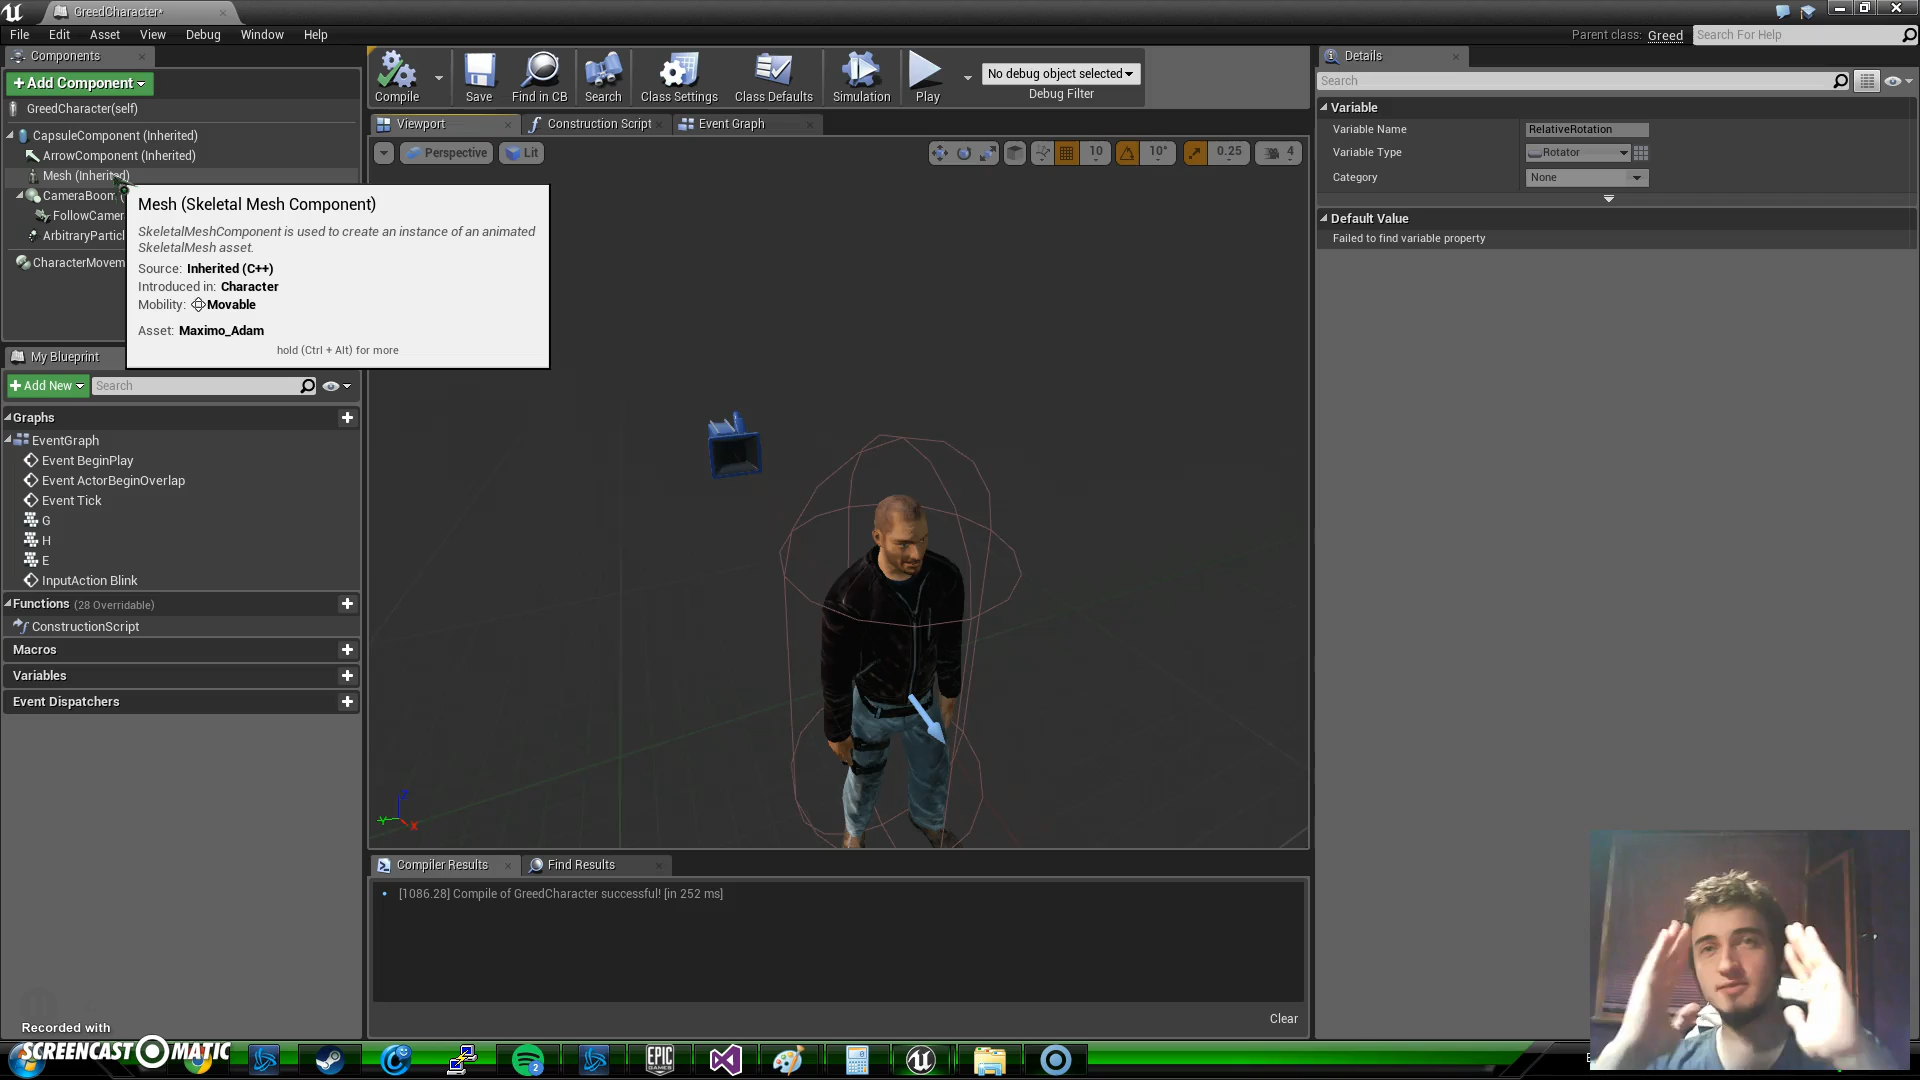 GreedCharacter*
File Edit Asset View Debug Window Help
Parent class: Greed
Search For Help
Components
+Add Component
GreedCharacter(self)
CapsuleComponent (Inherited)
ArrowComponent (Inherited)
Mesh (Inherited)
CameraBoom
FollowCamer
ArbitraryParticl
CharacterMovem
Mesh (Skeletal Mesh Component)
SkeletalMeshComponent is used to create an instance of an animated
SkeletalMesh asset.
Source: Inherited (C++)
Introduced in: Character
Mobility: Movable
Asset: Maximo_Adam
hold (Ctrl + Alt) for more
My Blueprint
+Add New
Search
Graphs
EventGraph
Event BeginPlay
Event ActorBeginOverlap
Event Tick
G
H
E
InputAction Blink
Functions (28 Overridable)
ConstructionScript
Macros
Variables
Event Dispatchers
Compile Save Find in CB Search Class Settings Class Defaults Simulation Play
No debug object selected
Debug Filter
Viewport Construction Script Event Graph
Perspective Lit
10 10° 0.25 4
Z
Y
X
Compiler Results Find Results
[1086.28] Compile of GreedCharacter successful! [in 252 ms]
Clear
Details
Search
Variable
Variable Name RelativeRotation
Variable Type Rotator
Category None
Default Value
Failed to find variable property
Recorded with
SCREENCAST O MATIC
EPIC
GAMES
2